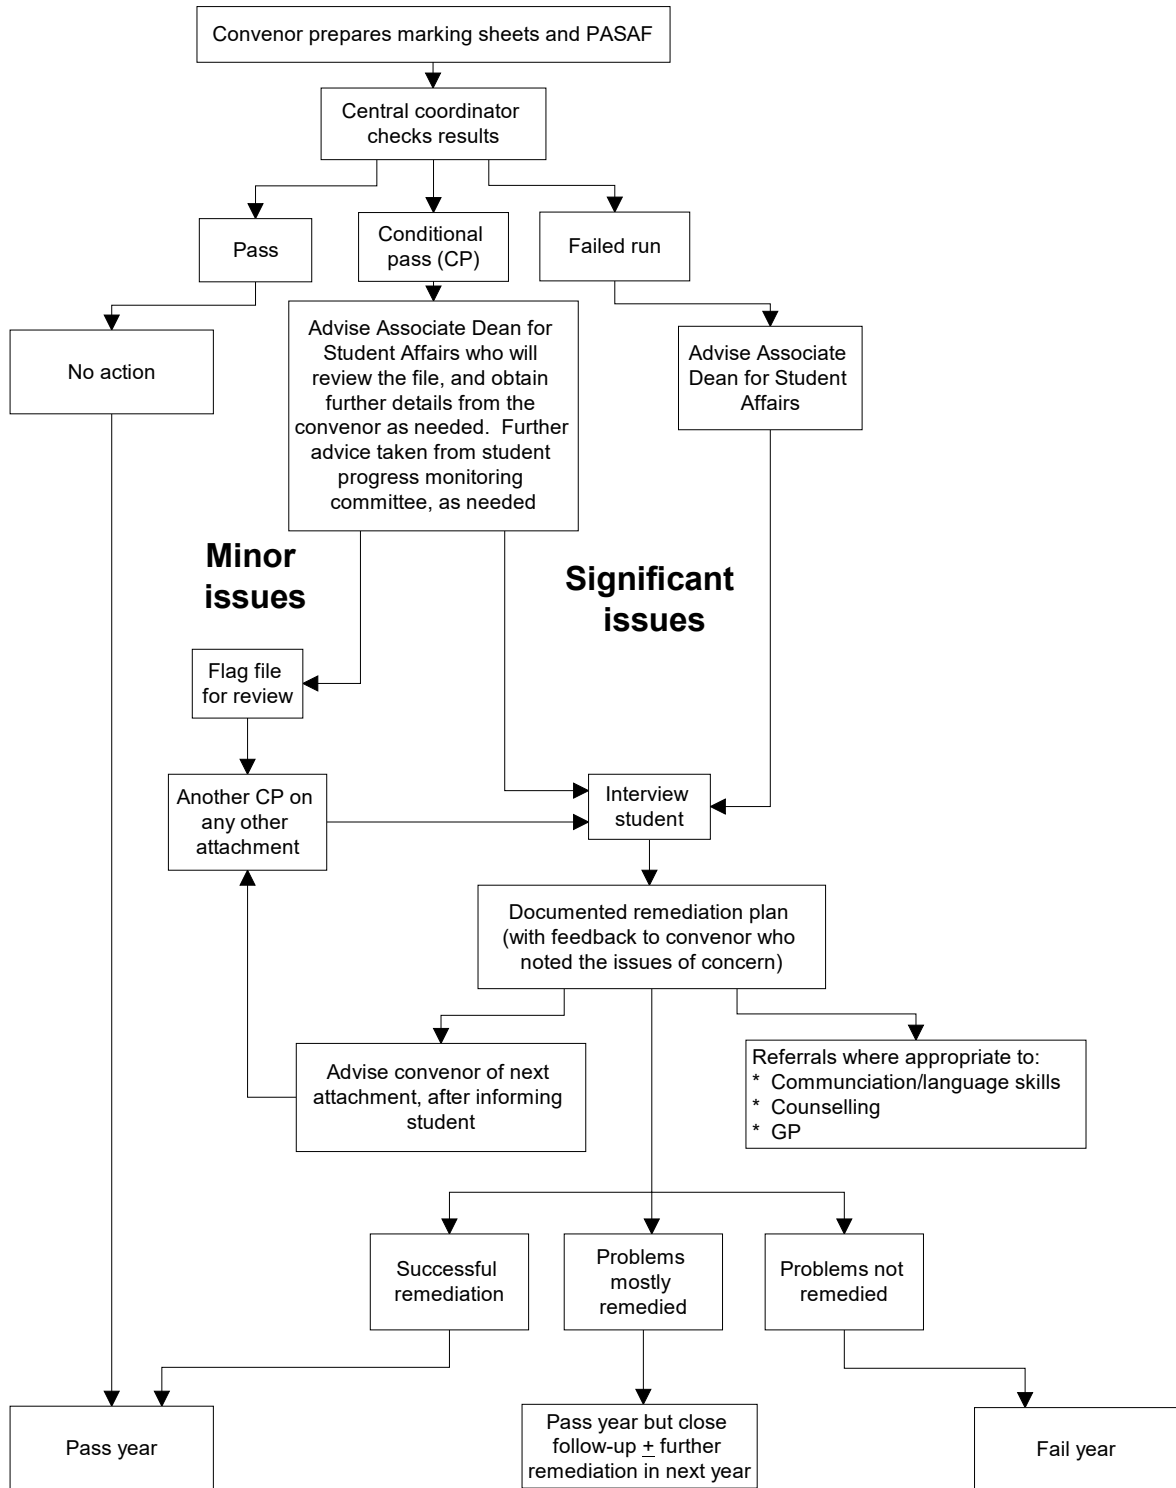 Convenor prepares marking sheets and PASAF
Central coordinator
checks results
Pass
Conditional
pass (CP)
Failed run
No action
Advise Associate Dean for
Student Affairs who will
review the file, and obtain
further details from the
convenor as needed.  Further
advice taken from student
progress monitoring
committee, as needed
Advise Associate
Dean for Student
Affairs
Minor
issues
Significant
issues
Flag file
for review
Another CP on
any other
attachment
Interview
student
Documented remediation plan
(with feedback to convenor who
noted the issues of concern)
Advise convenor of next
attachment, after informing
student
Referrals where appropriate to:
*  Communciation/language skills
*  Counselling
*  GP
Successful
remediation
Problems
mostly
remedied
Problems not
remedied
Pass year
Pass year but close
follow-up + further
remediation in next year
Fail year